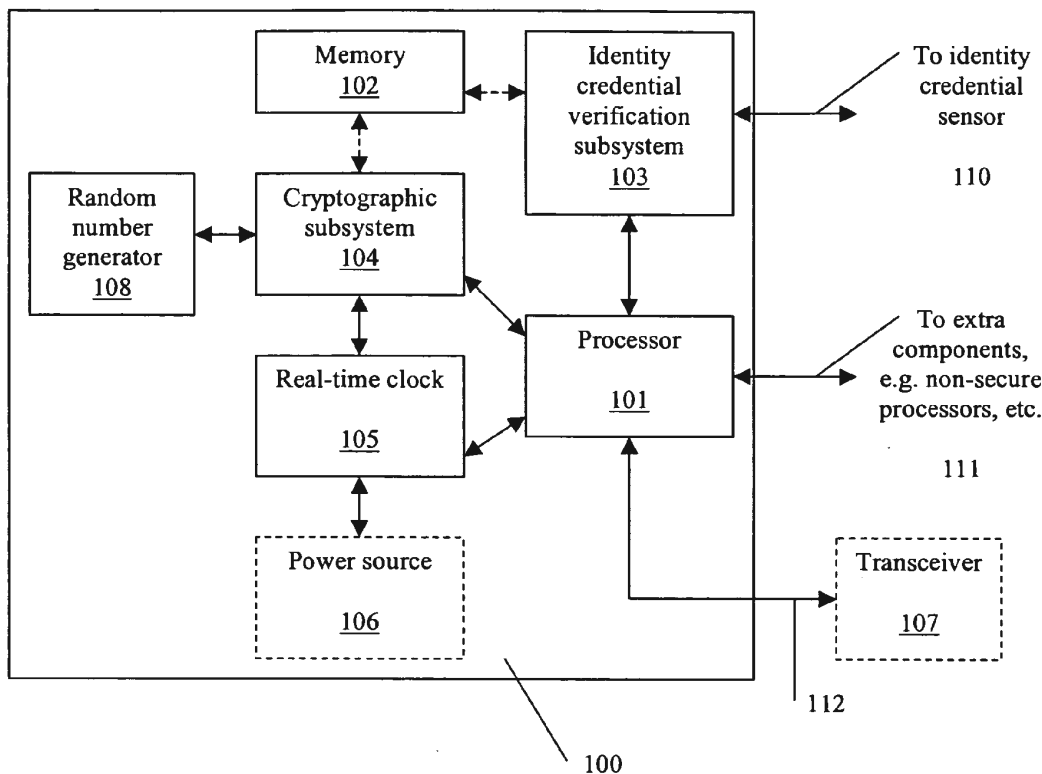 Memory
102
Identity
credential
verification
subsystem
103
To identity
credential
sensor
110
Random
number
generator
108
Cryptographic
subsystem
104
Processor
101
To extra
components,
e.g. non-secure
processors, etc.
111
Real-time clock
105
Power source
106
Transceiver
107
112
100